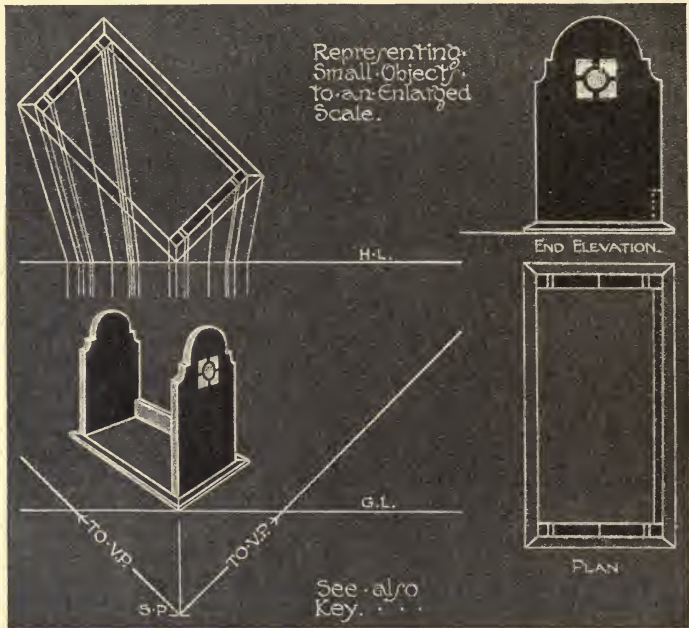 Representing·
Small·Objects·
to·an·Enlarged
Scale.
END ELEVATION.
H·L.
G.L.
TO·V.P.
TO·V.P.
PLAN
S·P.
See·also
Key. · · ·